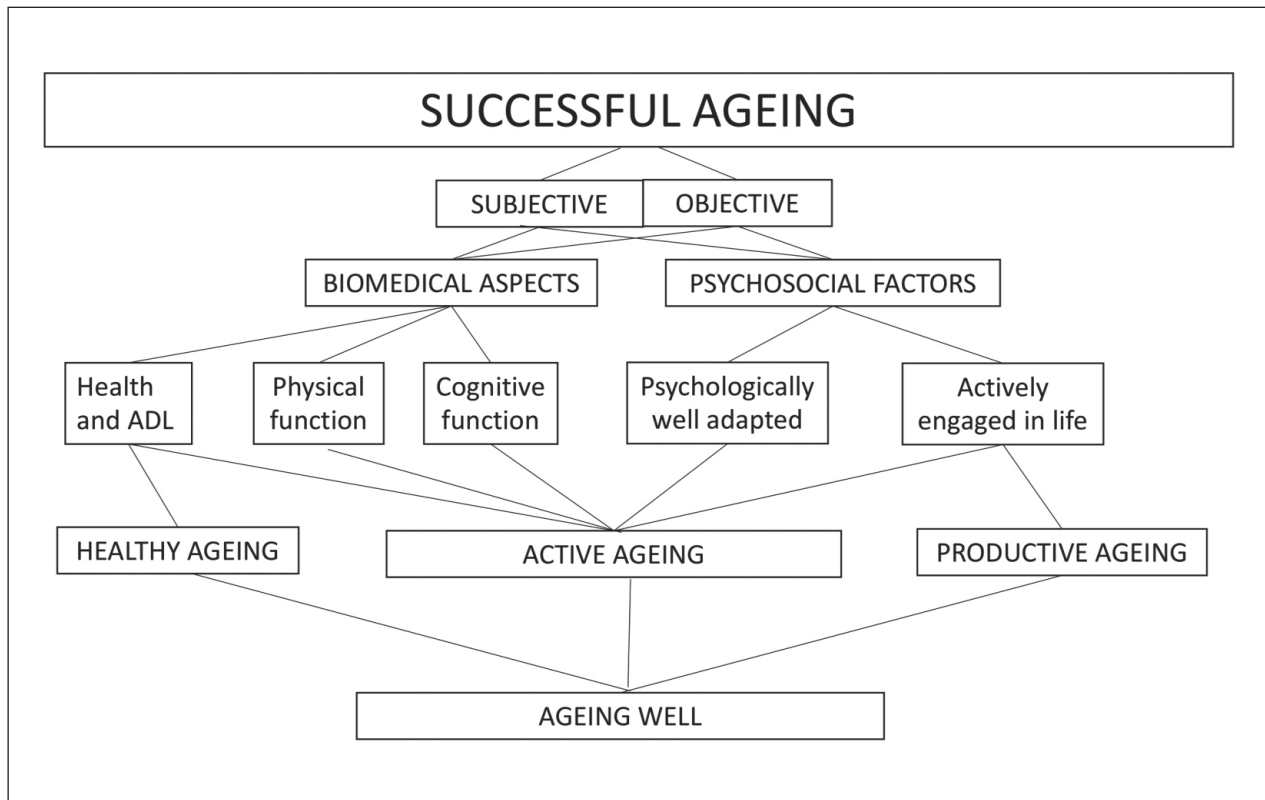 SUCCESSFUL AGEING
SUBJECTIVE
OBJECTIVE
BIOMEDICAL ASPECTS
PSYCHOSOCIAL FACTORS
Health
and ADL
Physical
function
Cognitive
function
Psychologically
well adapted
Actively
engaged in life
HEALTHY AGEING
ACTIVE AGEING
PRODUCTIVE AGEING
AGEING WELL